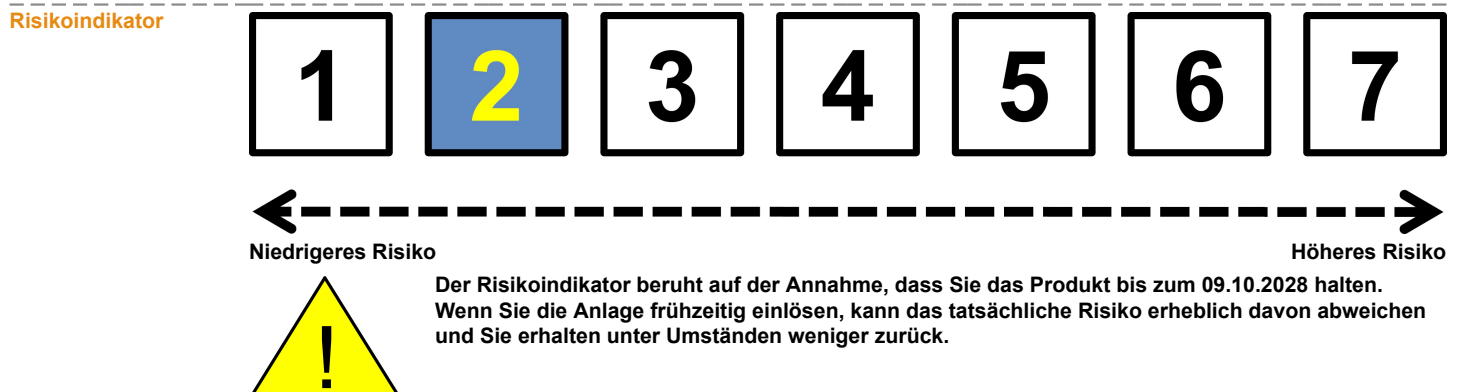 Risikoindikator
1 2 3 4 5 6 7
Niedrigeres Risiko Höheres Risiko
Der Risikoindikator beruht auf der Annahme, dass Sie das Produkt bis zum 09.10.2028 halten.
Wenn Sie die Anlage frühzeitig einlösen, kann das tatsächliche Risiko erheblich davon abweichen
und Sie erhalten unter Umständen weniger zurück.
!